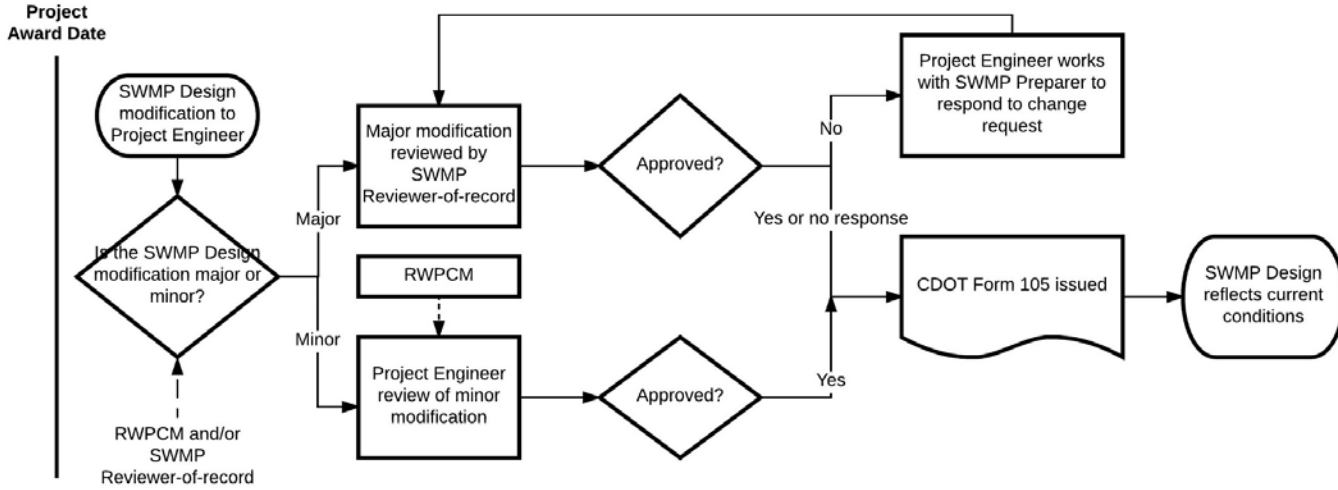 Project
Award Date
SWMP Design
modification to
Project Engineer
Is the SWMP Design
modification major or
minor?
RWPCM and/or
SWMP
Reviewer-of-record
Major
Minor
Major modification
reviewed by
SWMP
Reviewer-of-record
RWPCM
Project Engineer
review of minor
modification
Approved?
Approved?
No
Yes or no response
Yes
Project Engineer works
with SWMP Preparer to
respond to change
request
CDOT Form 105 issued
SWMP Design
reflects current
conditions